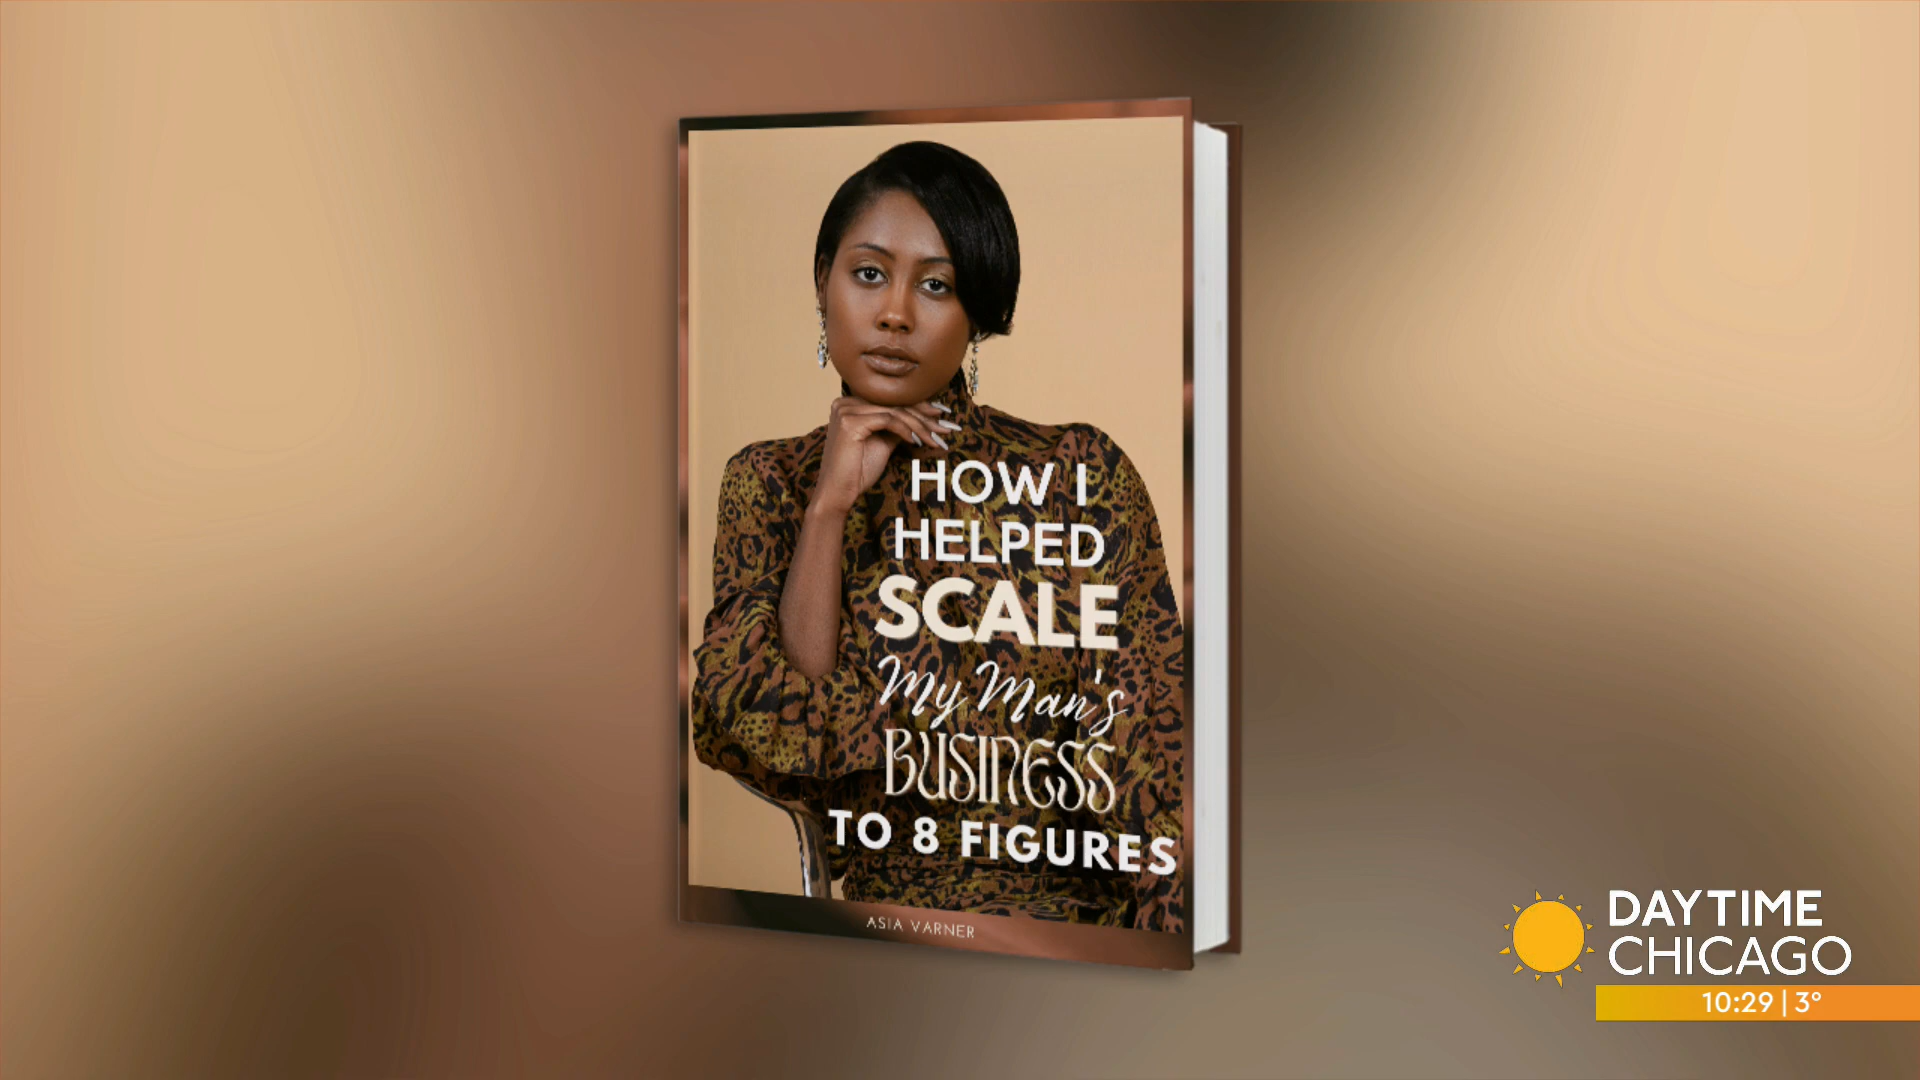 HOW I
HELPED
SCALE
My Man's
BUSINESS
TO 8 FIGURES
ASIA VARNER
DAYTIME
CHICAGO
10:29 | 3°